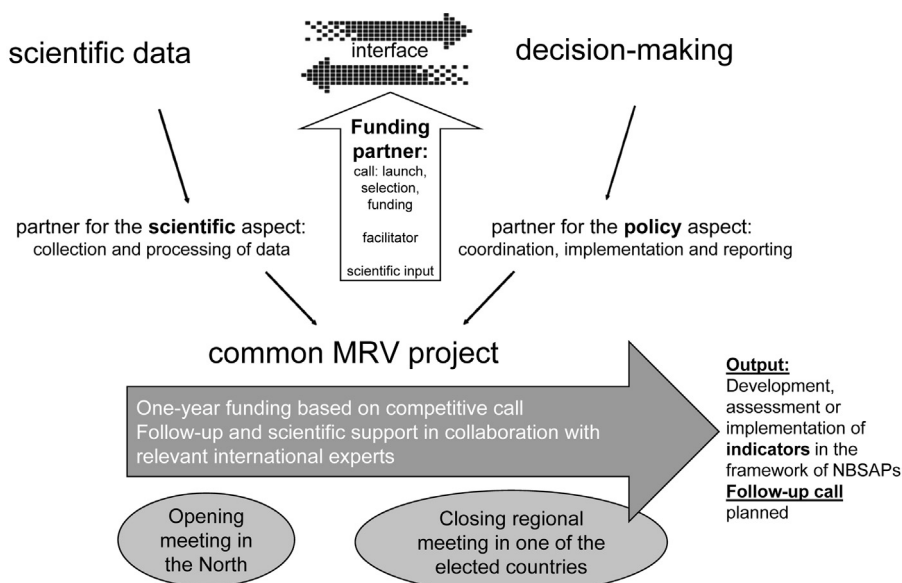 scientific data
interface
decision-making
Funding
partner:
call: launch,
selection,
funding
facilitator
scientific input
partner for the scientific aspect:
collection and processing of data
partner for the policy aspect:
coordination, implementation and reporting
common MRV project
One-year funding based on competitive call
Follow-up and scientific support in collaboration with
relevant international experts
Output:
Development,
assessment or
implementation of
indicators in the
framework of NBSAPs
Follow-up call
planned
Opening
meeting in
the North
Closing regional
meeting in one of the
elected countries